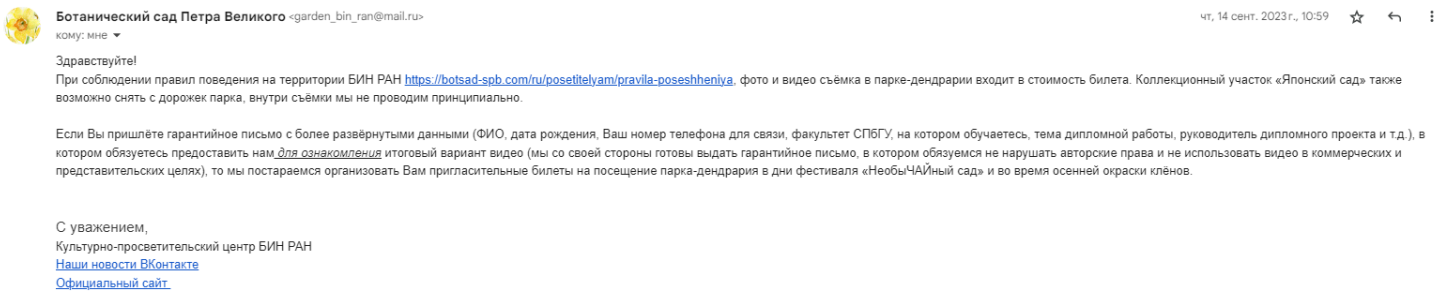 Ботанический сад Петра Великого <garden_bin_ran@mail.ru>
чт, 14 сент. 2023 г., 10:59
кому: мне
Здравствуйте!
При соблюдении правил поведения на территории БИН РАН https://botsad-spb.com/ru/posetitelyam/pravila-poseshheniya, фото и видео съёмка в парке-дендрарии входит в стоимость билета. Коллекционный участок «Японский сад» также
возможно снять с дорожек парка, внутри съёмки мы не проводим принципиально.
Если Вы пришлёте гарантийное письмо с более развёрнутыми данными (ФИО, дата рождения, Ваш номер телефона для связи, факультет СПбГУ, на котором обучаетесь, тема дипломной работы, руководитель дипломного проекта и т.д.), в
котором обязуетесь предоставить нам для ознакомления итоговый вариант видео (мы со своей стороны готовы выдать гарантийное письмо, в котором обязуемся не нарушать авторские права и не использовать видео в коммерческих и
представительских целях), то мы постараемся организовать Вам пригласительные билеты на посещение парка-дендрария в дни фестиваля «НеобыЧАЙный сад» и во время осенней окраски клёнов.
С уважением,
Культурно-просветительский центр БИН РАН
Наши новости ВКонтакте
Официальный сайт